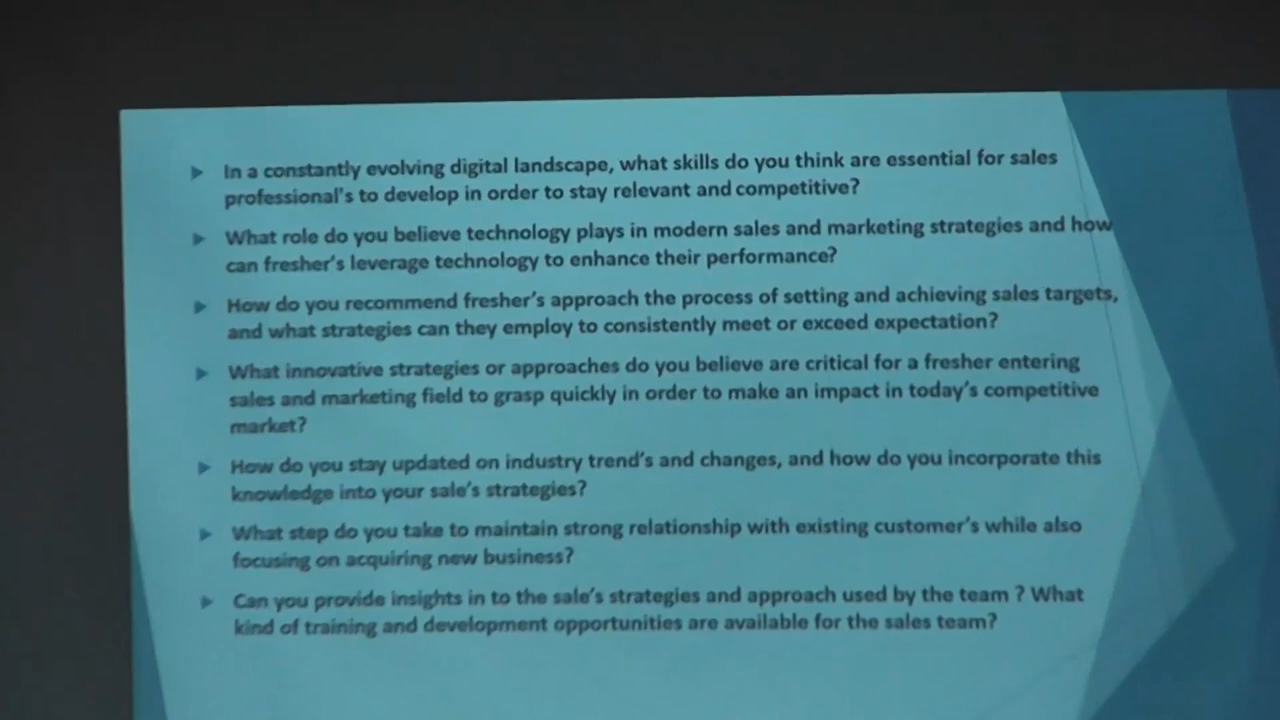 In a constantly evolving digital landscape, what skills do you think are essential for sales
professional's to develop in order to stay relevant and competitive?
What role do you believe technology plays in modern sales and marketing strategies and how
can fresher's leverage technology to enhance their performance?
How do you recommend fresher's approach the process of setting and achieving sales targets,
and what strategies can they employ to consistently meet or exceed expectation?
What innovative strategies or approaches do you believe are critical for a fresher entering
sales and marketing field to grasp quickly in order to make an impact in today's competitive
market?
How do you stay updated on industry trend's and changes, and how do you incorporate this
knowledge into your sale's strategies?
What step do you take to maintain strong relationship with existing customer's while also
focusing on acquiring new business?
Can you provide insights in to the sale's strategies and approach used by the team ? What
kind of training and development opportunities are available for the sales team?